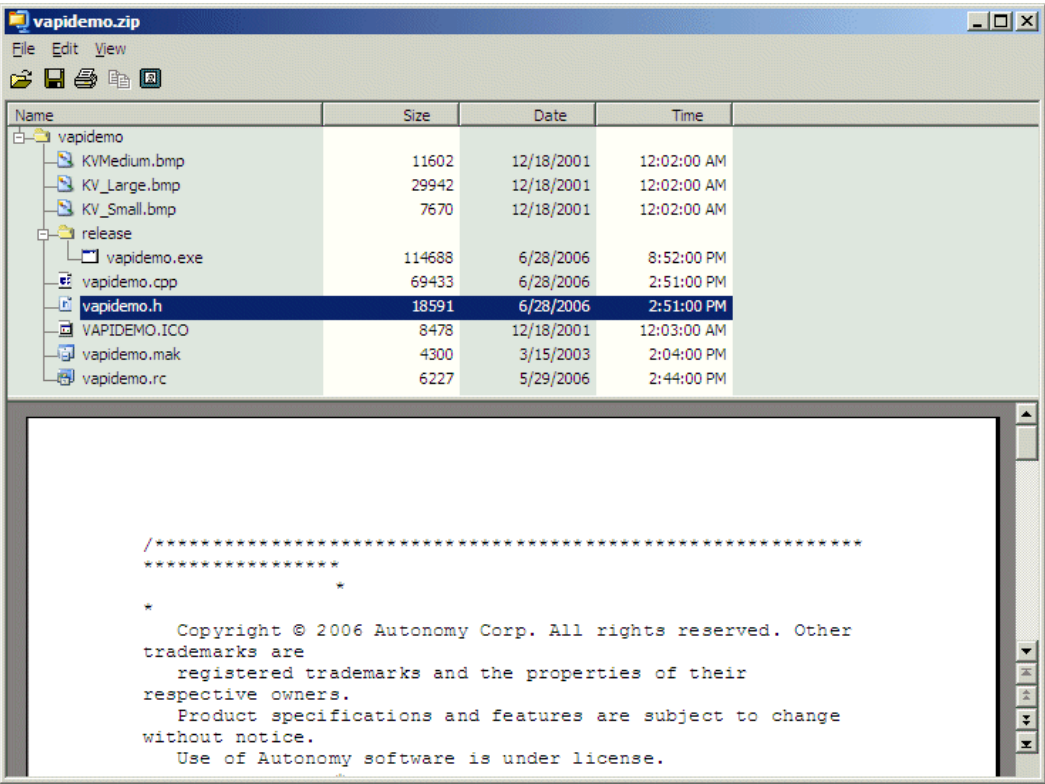 vapidemo.zip
File Edit View
Name Size Date Time
vapidemo
KVMedium.bmp 11602 12/18/2001 12:02:00 AM
KV_Large.bmp 29942 12/18/2001 12:02:00 AM
KV_Small.bmp 7670 12/18/2001 12:02:00 AM
release
vapidemo.exe 114688 6/28/2006 8:52:00 PM
vapidemo.cpp 69433 6/28/2006 2:51:00 PM
vapidemo.h 18591 6/28/2006 2:51:00 PM
VAPIDEMO.ICO 8478 12/18/2001 12:03:00 AM
vapidemo.mak 4300 3/15/2003 2:04:00 PM
vapidemo.rc 6227 5/29/2006 2:44:00 PM
/*************************************************************
*****************
*
*
Copyright © 2006 Autonomy Corp. All rights reserved. Other
trademarks are
registered trademarks and the properties of their
respective owners.
Product specifications and features are subject to change
without notice.
Use of Autonomy software is under license.